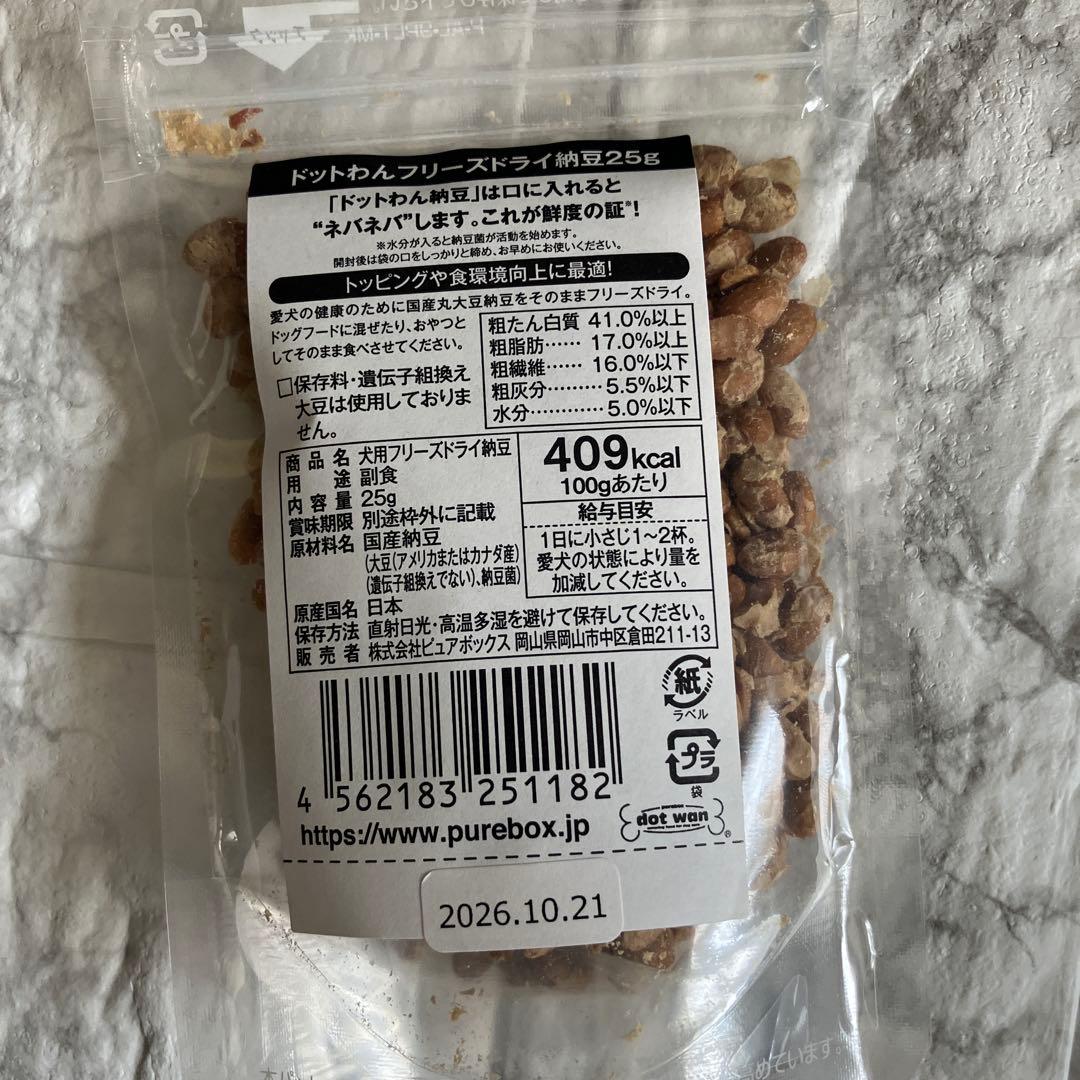 プラ
チャック
ドットわんフリーズドライ納豆25g
「ドットわん納豆」は口に入れると
“ネバネバ”します。これが鮮度の証※!
※水分が入ると納豆菌が活動を始めます。
開封後は袋の口をしっかりと締め、お早めにお使いください。
トッピングや食環境向上に最適!
愛犬の健康のために国産丸大豆納豆をそのままフリーズドライ。
ドッグフードに混ぜたり、おやつと
してそのまま食べさせてください。
□保存料・遺伝子組換え
大豆は使用しておりま
せん。
粗たん白質 41.0%以上
粗脂肪…… 17.0%以上
粗繊維…… 16.0%以下
粗灰分……… 5.5%以下
水分………… 5.0%以下
商品名 犬用フリーズドライ納豆
用途 副食
内容量 25g
賞味期限 別途枠外に記載
原材料名 国産納豆
(大豆(アメリカまたはカナダ産)
(遺伝子組換えでない)、納豆菌)
409kcal
100gあたり
給与目安
1日に小さじ1〜2杯。
愛犬の状態により量を
加減してください。
原産国名 日本
保存方法 直射日光・高温多湿を避けて保存してください。
販売者 株式会社ピュアボックス 岡山県岡山市中区倉田211-13
紙
ラベル
プラ
袋
4 562183 251182
https://www.purebox.jp
purebox
dot wan
®
2026.10.21
めています。